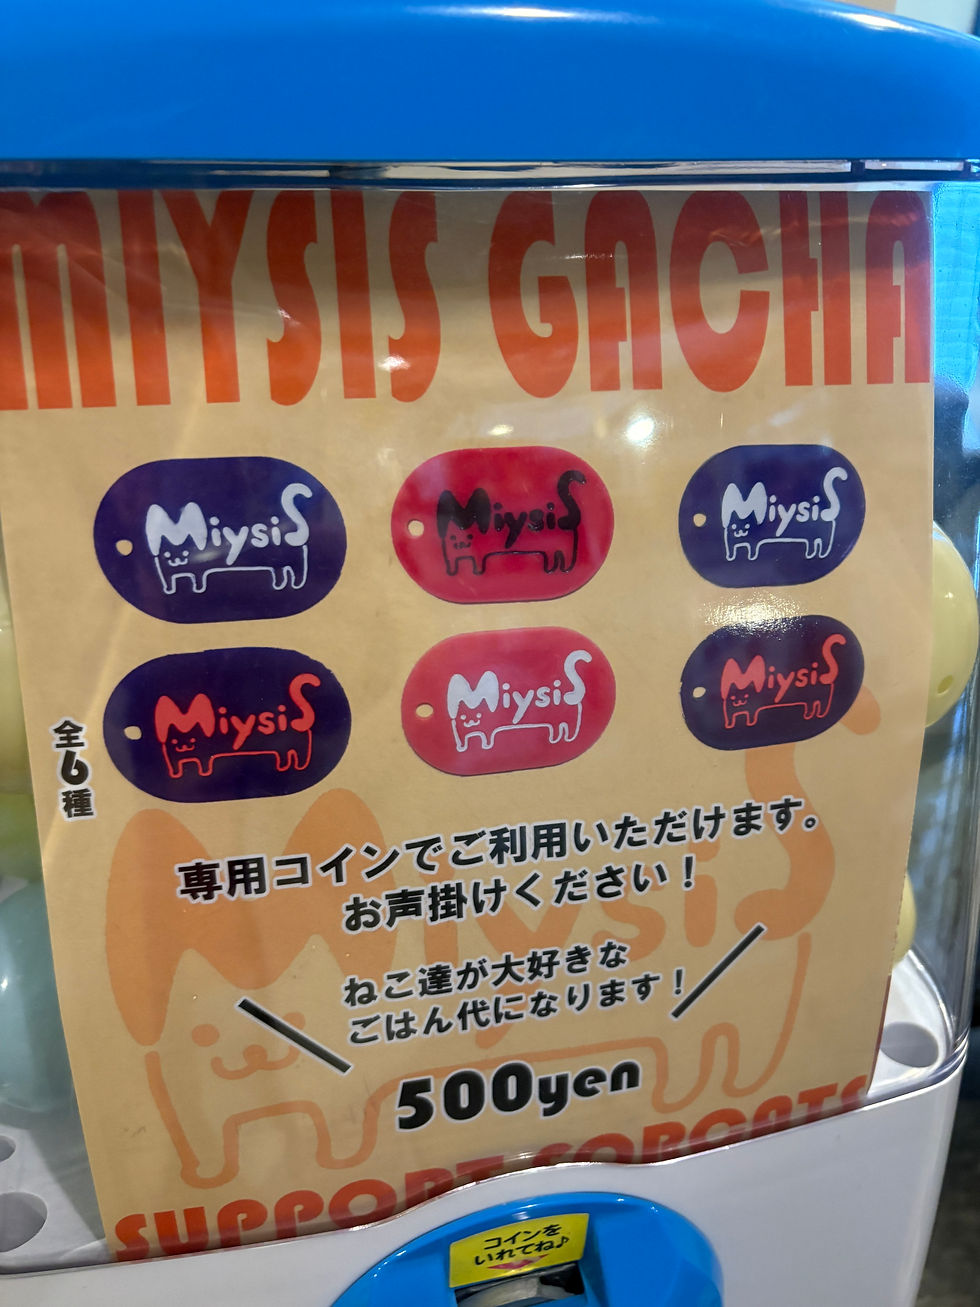 MIYSIS GACHA
MiysiS
MiysiS
MiysiS
MiysiS
MiysiS
MiysiS
全6種
専用コインでご利用いただけます。
お声掛けください！
MiysiS
ねこ達が大好きな
ごはん代になります！
500yen
SUPPORT FORCATS
コインを
いれてね♪